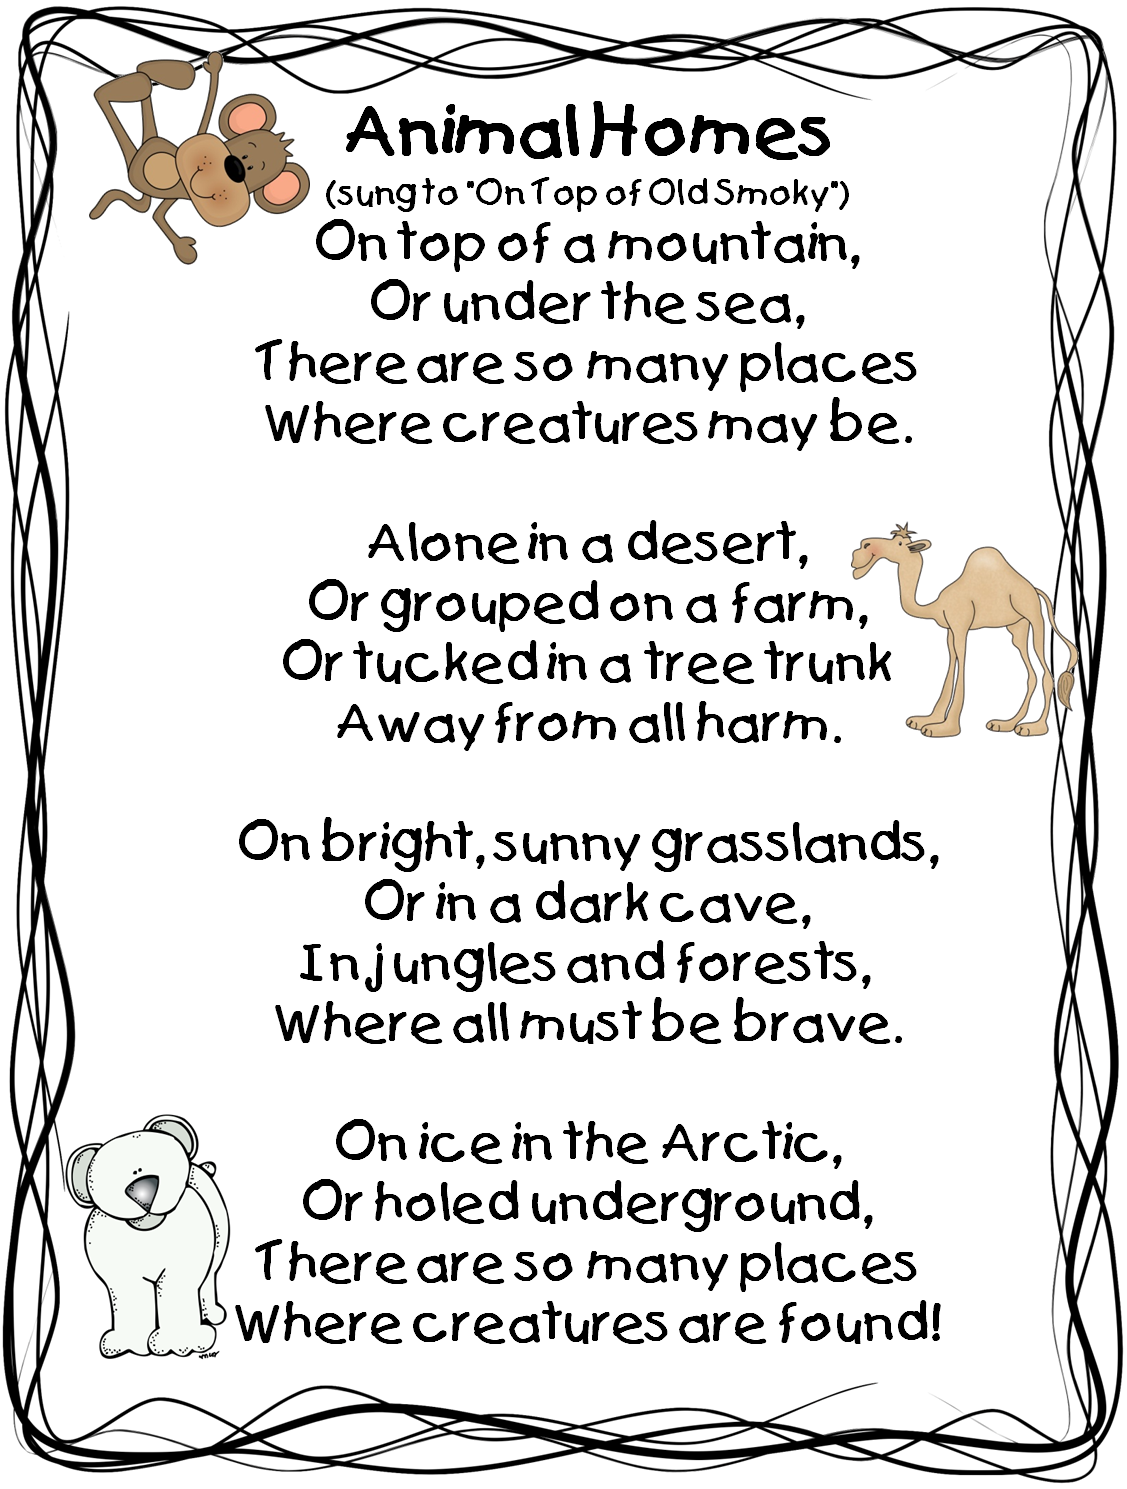 Animal Homes
(sung to "On Top of Old Smoky")
On top of a mountain,
Or under the sea,
There are so many places
Where creatures may be.
Alone in a desert,
Or grouped on a farm,
Or tucked in a tree trunk
Away from all harm.
On bright, sunny grasslands,
Or in a dark cave,
In jungles and forests,
Where all must be brave.
On ice in the Arctic,
Or holed underground,
There are so many places
Where creatures are found!